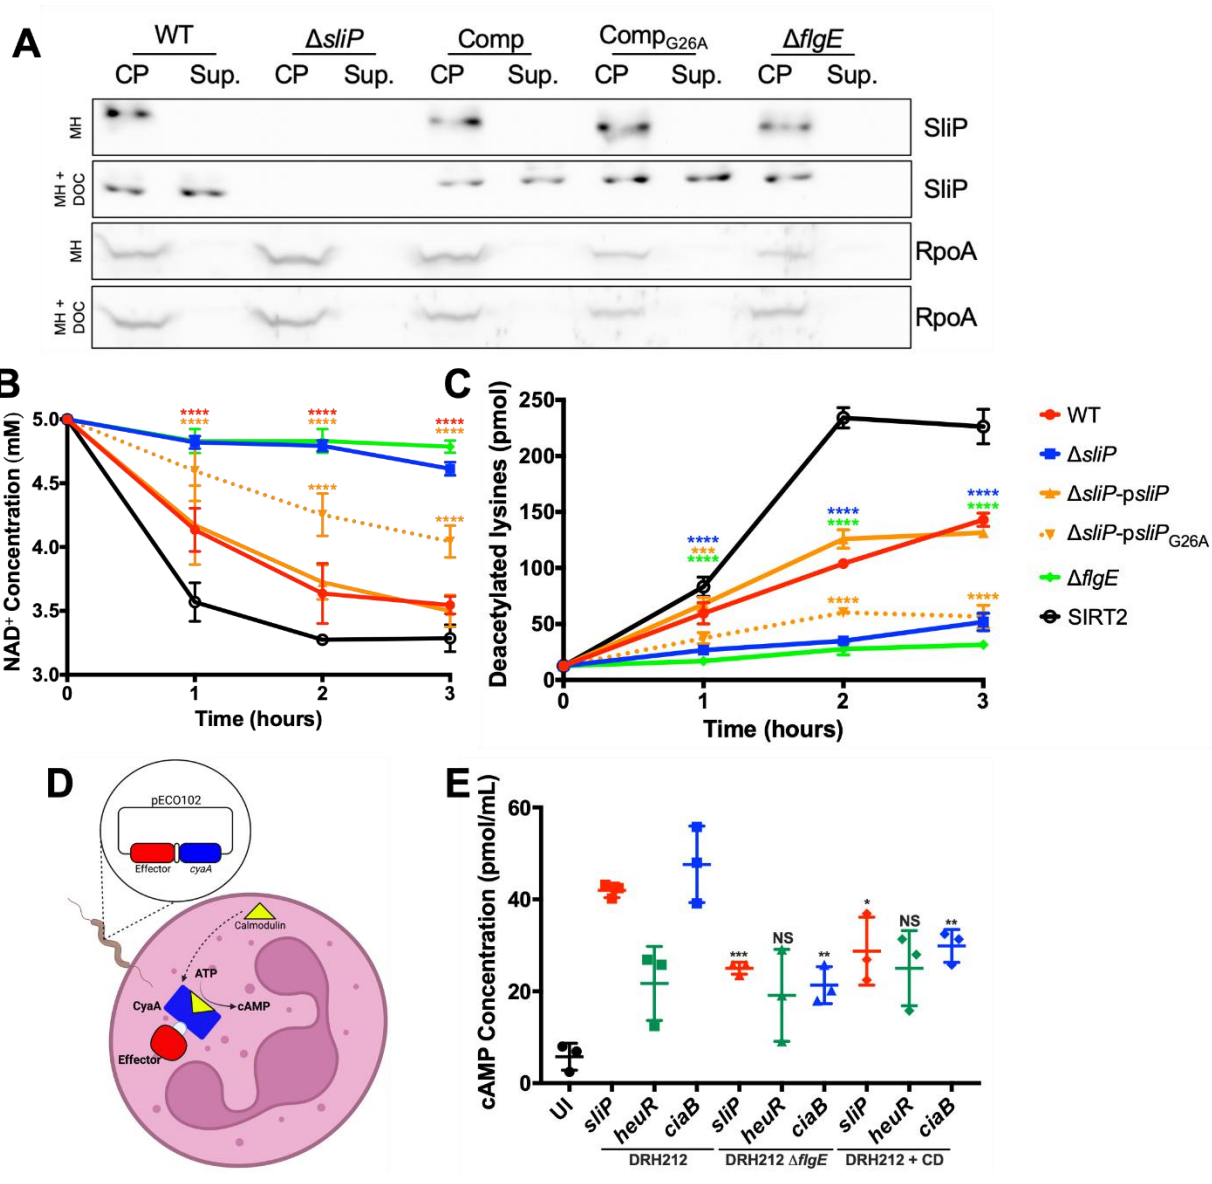 A
WT ΔsliP Comp CompG26A ΔflgE
CP Sup. CP Sup. CP Sup. CP Sup. CP Sup.
MH SliP
MH + DOC SliP
MH RpoA
MH + DOC RpoA
B
NAD⁺ Concentration (mM)
5.0
4.5
4.0
3.5
3.0
**** **** ****
**** **** ****
****
****
0 1 2 3
Time (hours)
C
Deacetylated lysines (pmol)
250
200
150
100
50
0
****
***
****
****
****
****
****
****
****
0 1 2 3
Time (hours)
WT
ΔsliP
ΔsliP-psliP
ΔsliP-psliPG26A
ΔflgE
SIRT2
D
pECO102
Effector cyaA
Calmodulin
ATP
CyaA cAMP
Effector
E
cAMP Concentration (pmol/mL)
60
40
20
0
*** NS ** * NS **
UI sliP heuR ciaB sliP heuR ciaB sliP heuR ciaB
DRH212 DRH212 ΔflgE DRH212 + CD